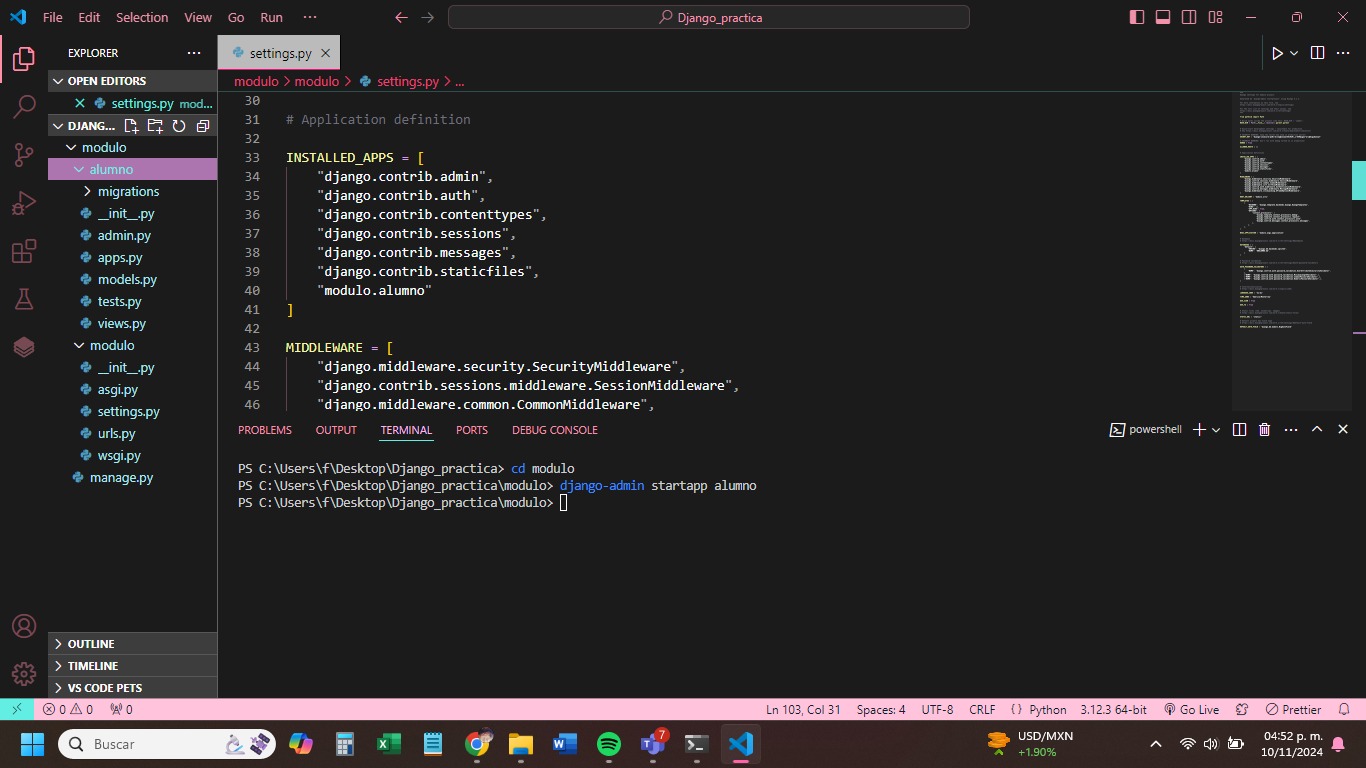 File Edit Selection View Go Run ···
Django_practica
EXPLORER ···
OPEN EDITORS
settings.py mod...
DJANG...
modulo
alumno
migrations
__init__.py
admin.py
apps.py
models.py
tests.py
views.py
modulo
__init__.py
asgi.py
settings.py
urls.py
wsgi.py
manage.py
OUTLINE
TIMELINE
VS CODE PETS
settings.py
modulo > modulo > settings.py > ...
30
31 # Application definition
32
33 INSTALLED_APPS = [
34 "django.contrib.admin",
35 "django.contrib.auth",
36 "django.contrib.contenttypes",
37 "django.contrib.sessions",
38 "django.contrib.messages",
39 "django.contrib.staticfiles",
40 "modulo.alumno"
41 ]
42
43 MIDDLEWARE = [
44 "django.middleware.security.SecurityMiddleware",
45 "django.contrib.sessions.middleware.SessionMiddleware",
46 "django.middleware.common.CommonMiddleware",
PROBLEMS OUTPUT TERMINAL PORTS DEBUG CONSOLE powershell
PS C:\Users\f\Desktop\Django_practica> cd modulo
PS C:\Users\f\Desktop\Django_practica\modulo> django-admin startapp alumno
PS C:\Users\f\Desktop\Django_practica\modulo>
0 0 0 Ln 103, Col 31 Spaces: 4 UTF-8 CRLF {} Python 3.12.3 64-bit Go Live Prettier
Buscar
7
USD/MXN
+1.90%
04:52 p. m.
10/11/2024